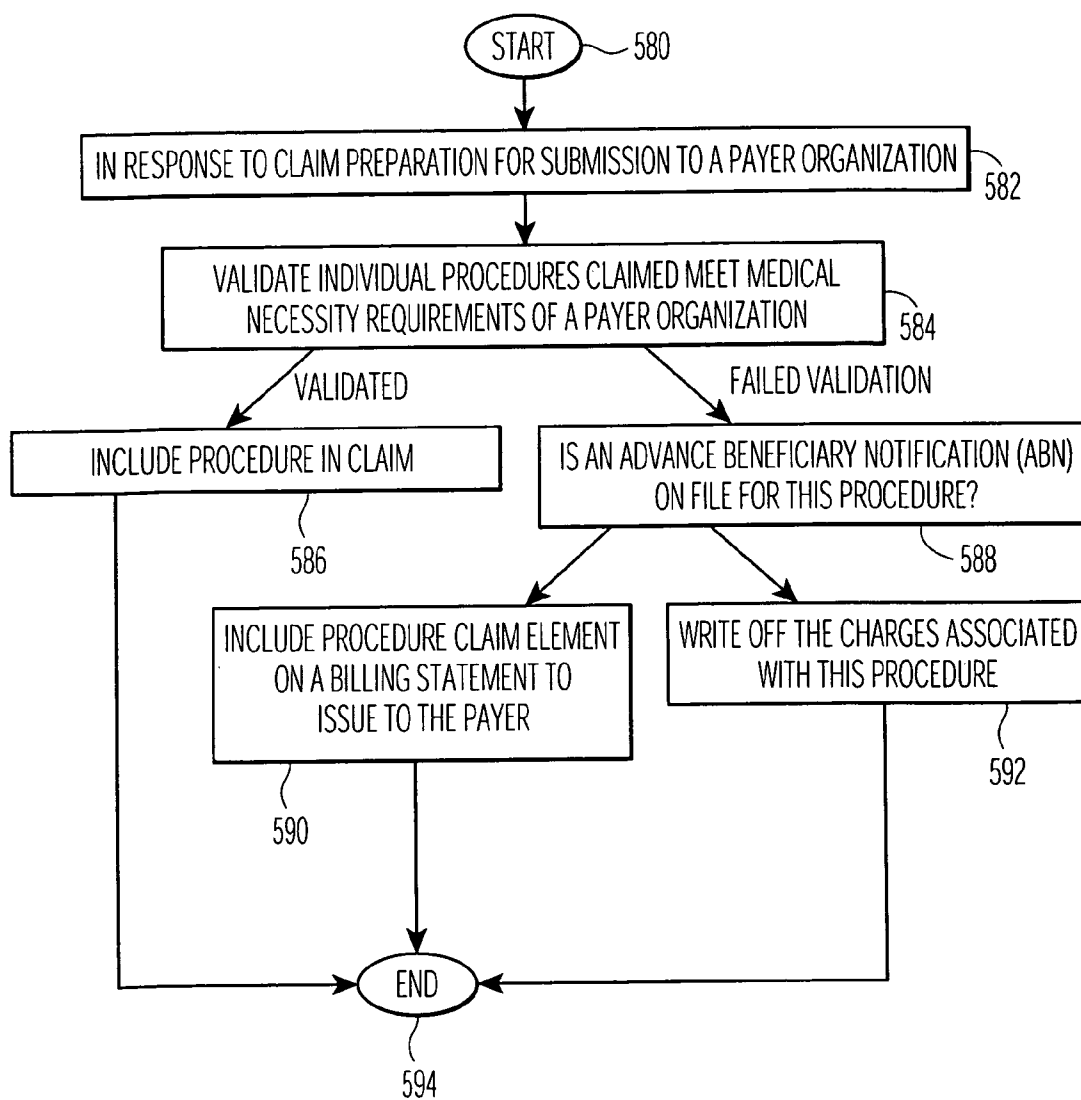 START
580
IN RESPONSE TO CLAIM PREPARATION FOR SUBMISSION TO A PAYER ORGANIZATION
582
VALIDATE INDIVIDUAL PROCEDURES CLAIMED MEET MEDICAL
NECESSITY REQUIREMENTS OF A PAYER ORGANIZATION
584
VALIDATED
FAILED VALIDATION
INCLUDE PROCEDURE IN CLAIM
586
IS AN ADVANCE BENEFICIARY NOTIFICATION (ABN)
ON FILE FOR THIS PROCEDURE?
588
INCLUDE PROCEDURE CLAIM ELEMENT
ON A BILLING STATEMENT TO
ISSUE TO THE PAYER
590
WRITE OFF THE CHARGES ASSOCIATED
WITH THIS PROCEDURE
592
END
594